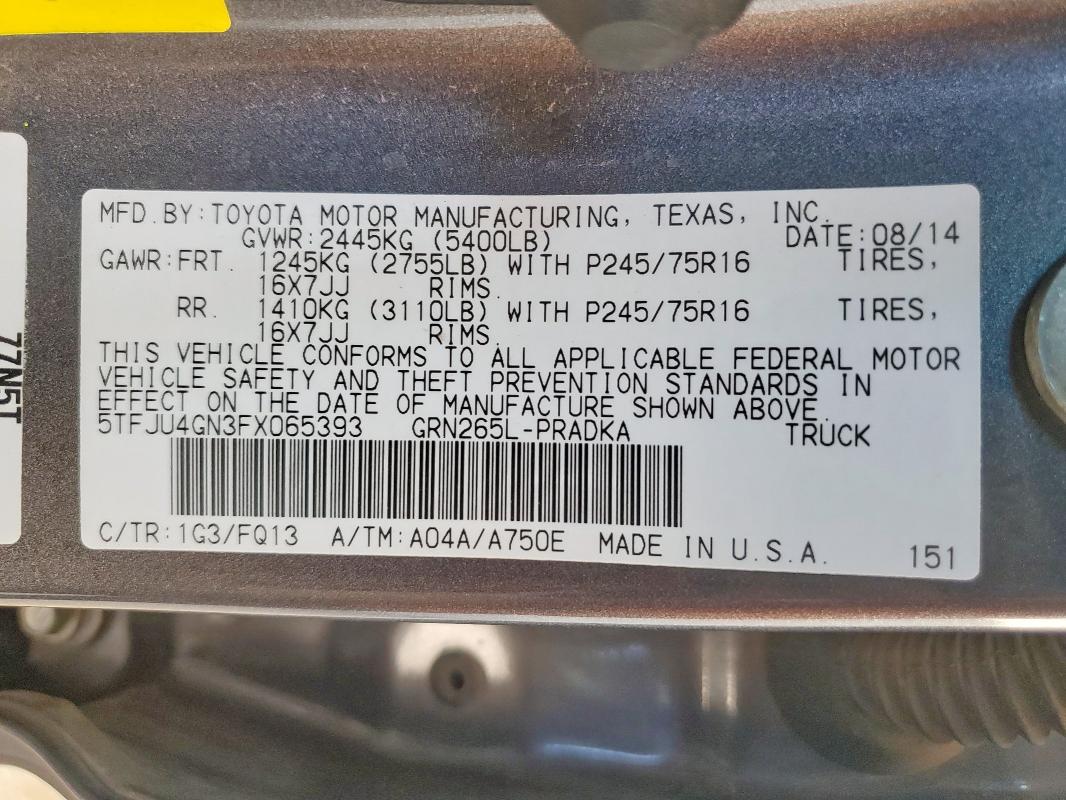 MFD. BY: TOYOTA MOTOR MANUFACTURING, TEXAS, INC.
GVWR: 2445KG (5400LB) DATE: 08/14
GAWR: FRT. 1245KG (2755LB) WITH P245/75R16 TIRES,
16X7JJ RIMS.
RR. 1410KG (3110LB) WITH P245/75R16 TIRES,
16X7JJ RIMS.
THIS VEHICLE CONFORMS TO ALL APPLICABLE FEDERAL MOTOR
VEHICLE SAFETY AND THEFT PREVENTION STANDARDS IN
EFFECT ON THE DATE OF MANUFACTURE SHOWN ABOVE.
5TFJU4GN3FX065393 GRN265L-PRADKA TRUCK
C/TR: 1G3/FQ13 A/TM: A04A/A750E MADE IN U.S.A. 151
77N5T